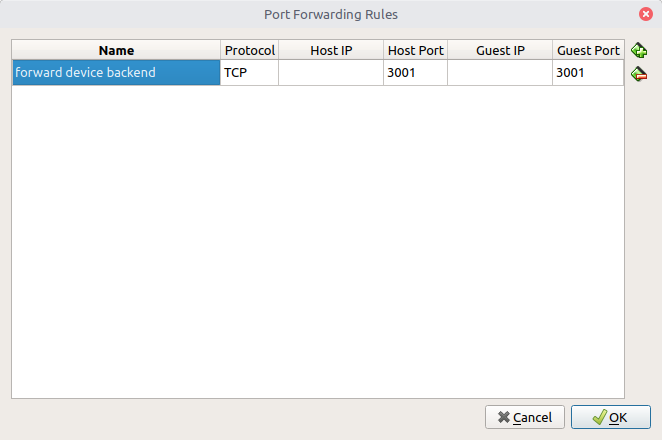 Port Forwarding Rules
Name Protocol Host IP Host Port Guest IP Guest Port
forward device backend TCP 3001 3001
Cancel OK